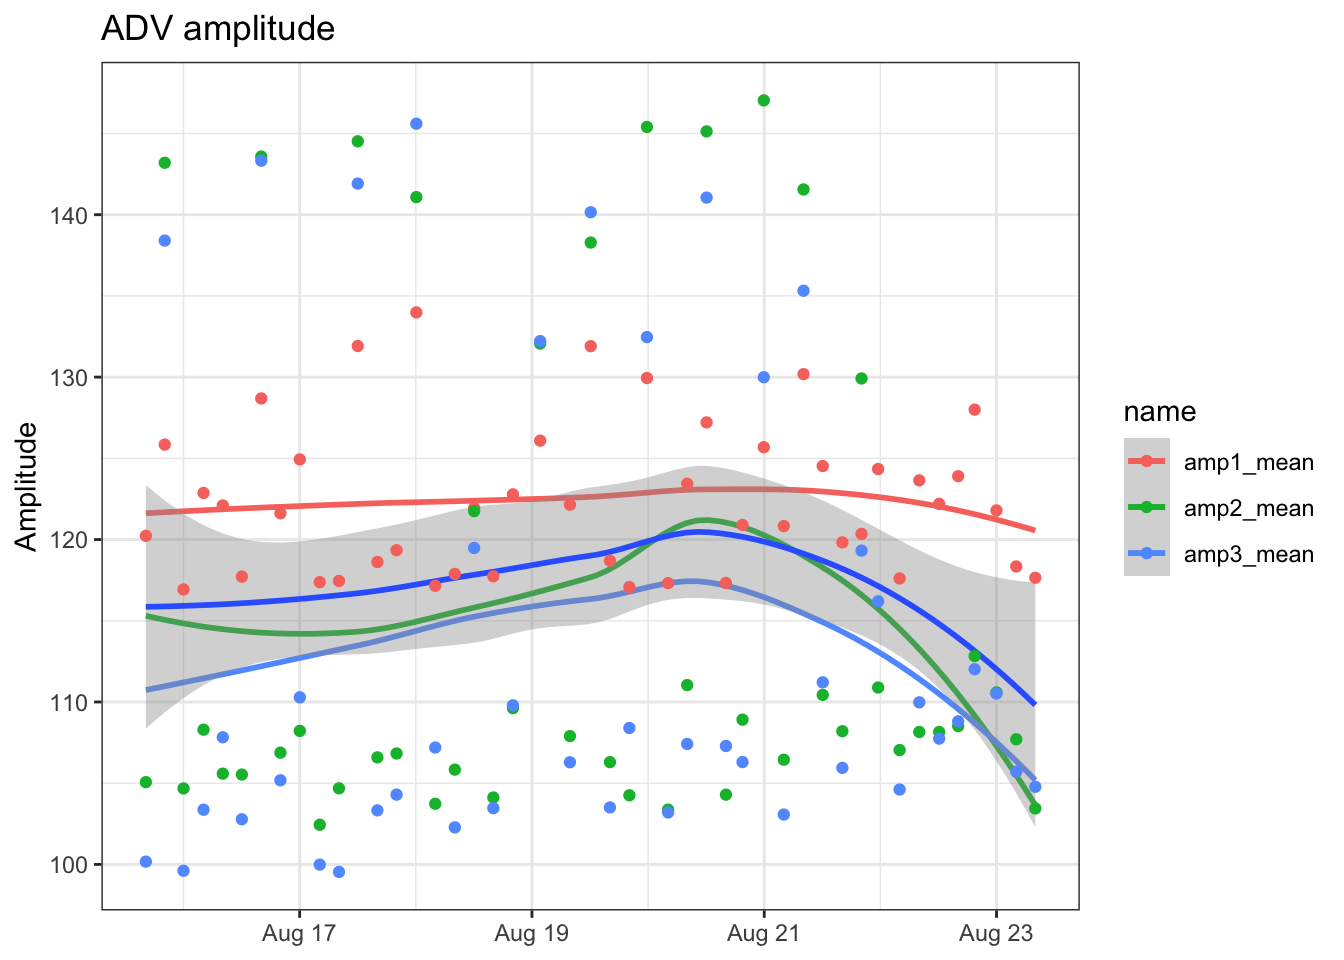 ADV amplitude
Amplitude
140
130
120
110
100
Aug 17
Aug 19
Aug 21
Aug 23
name
amp1_mean
amp2_mean
amp3_mean